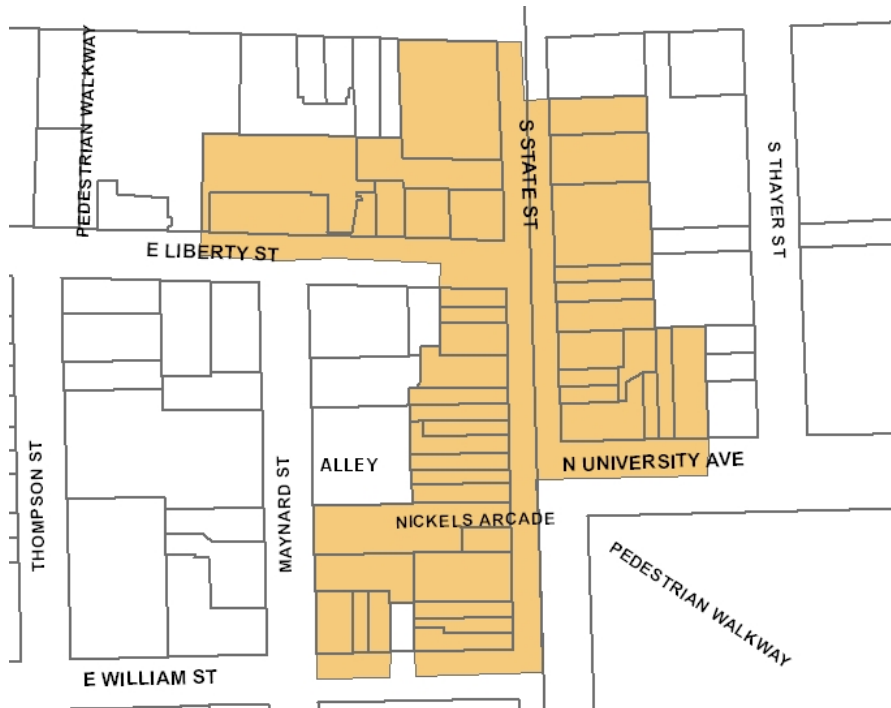 PEDESTRIAN WALKWAY
S STATE ST
S THAYER ST
E LIBERTY ST
THOMPSON ST
MAYNARD ST
ALLEY
N UNIVERSITY AVE
NICKELS ARCADE
PEDESTRIAN WALKWAY
E WILLIAM ST